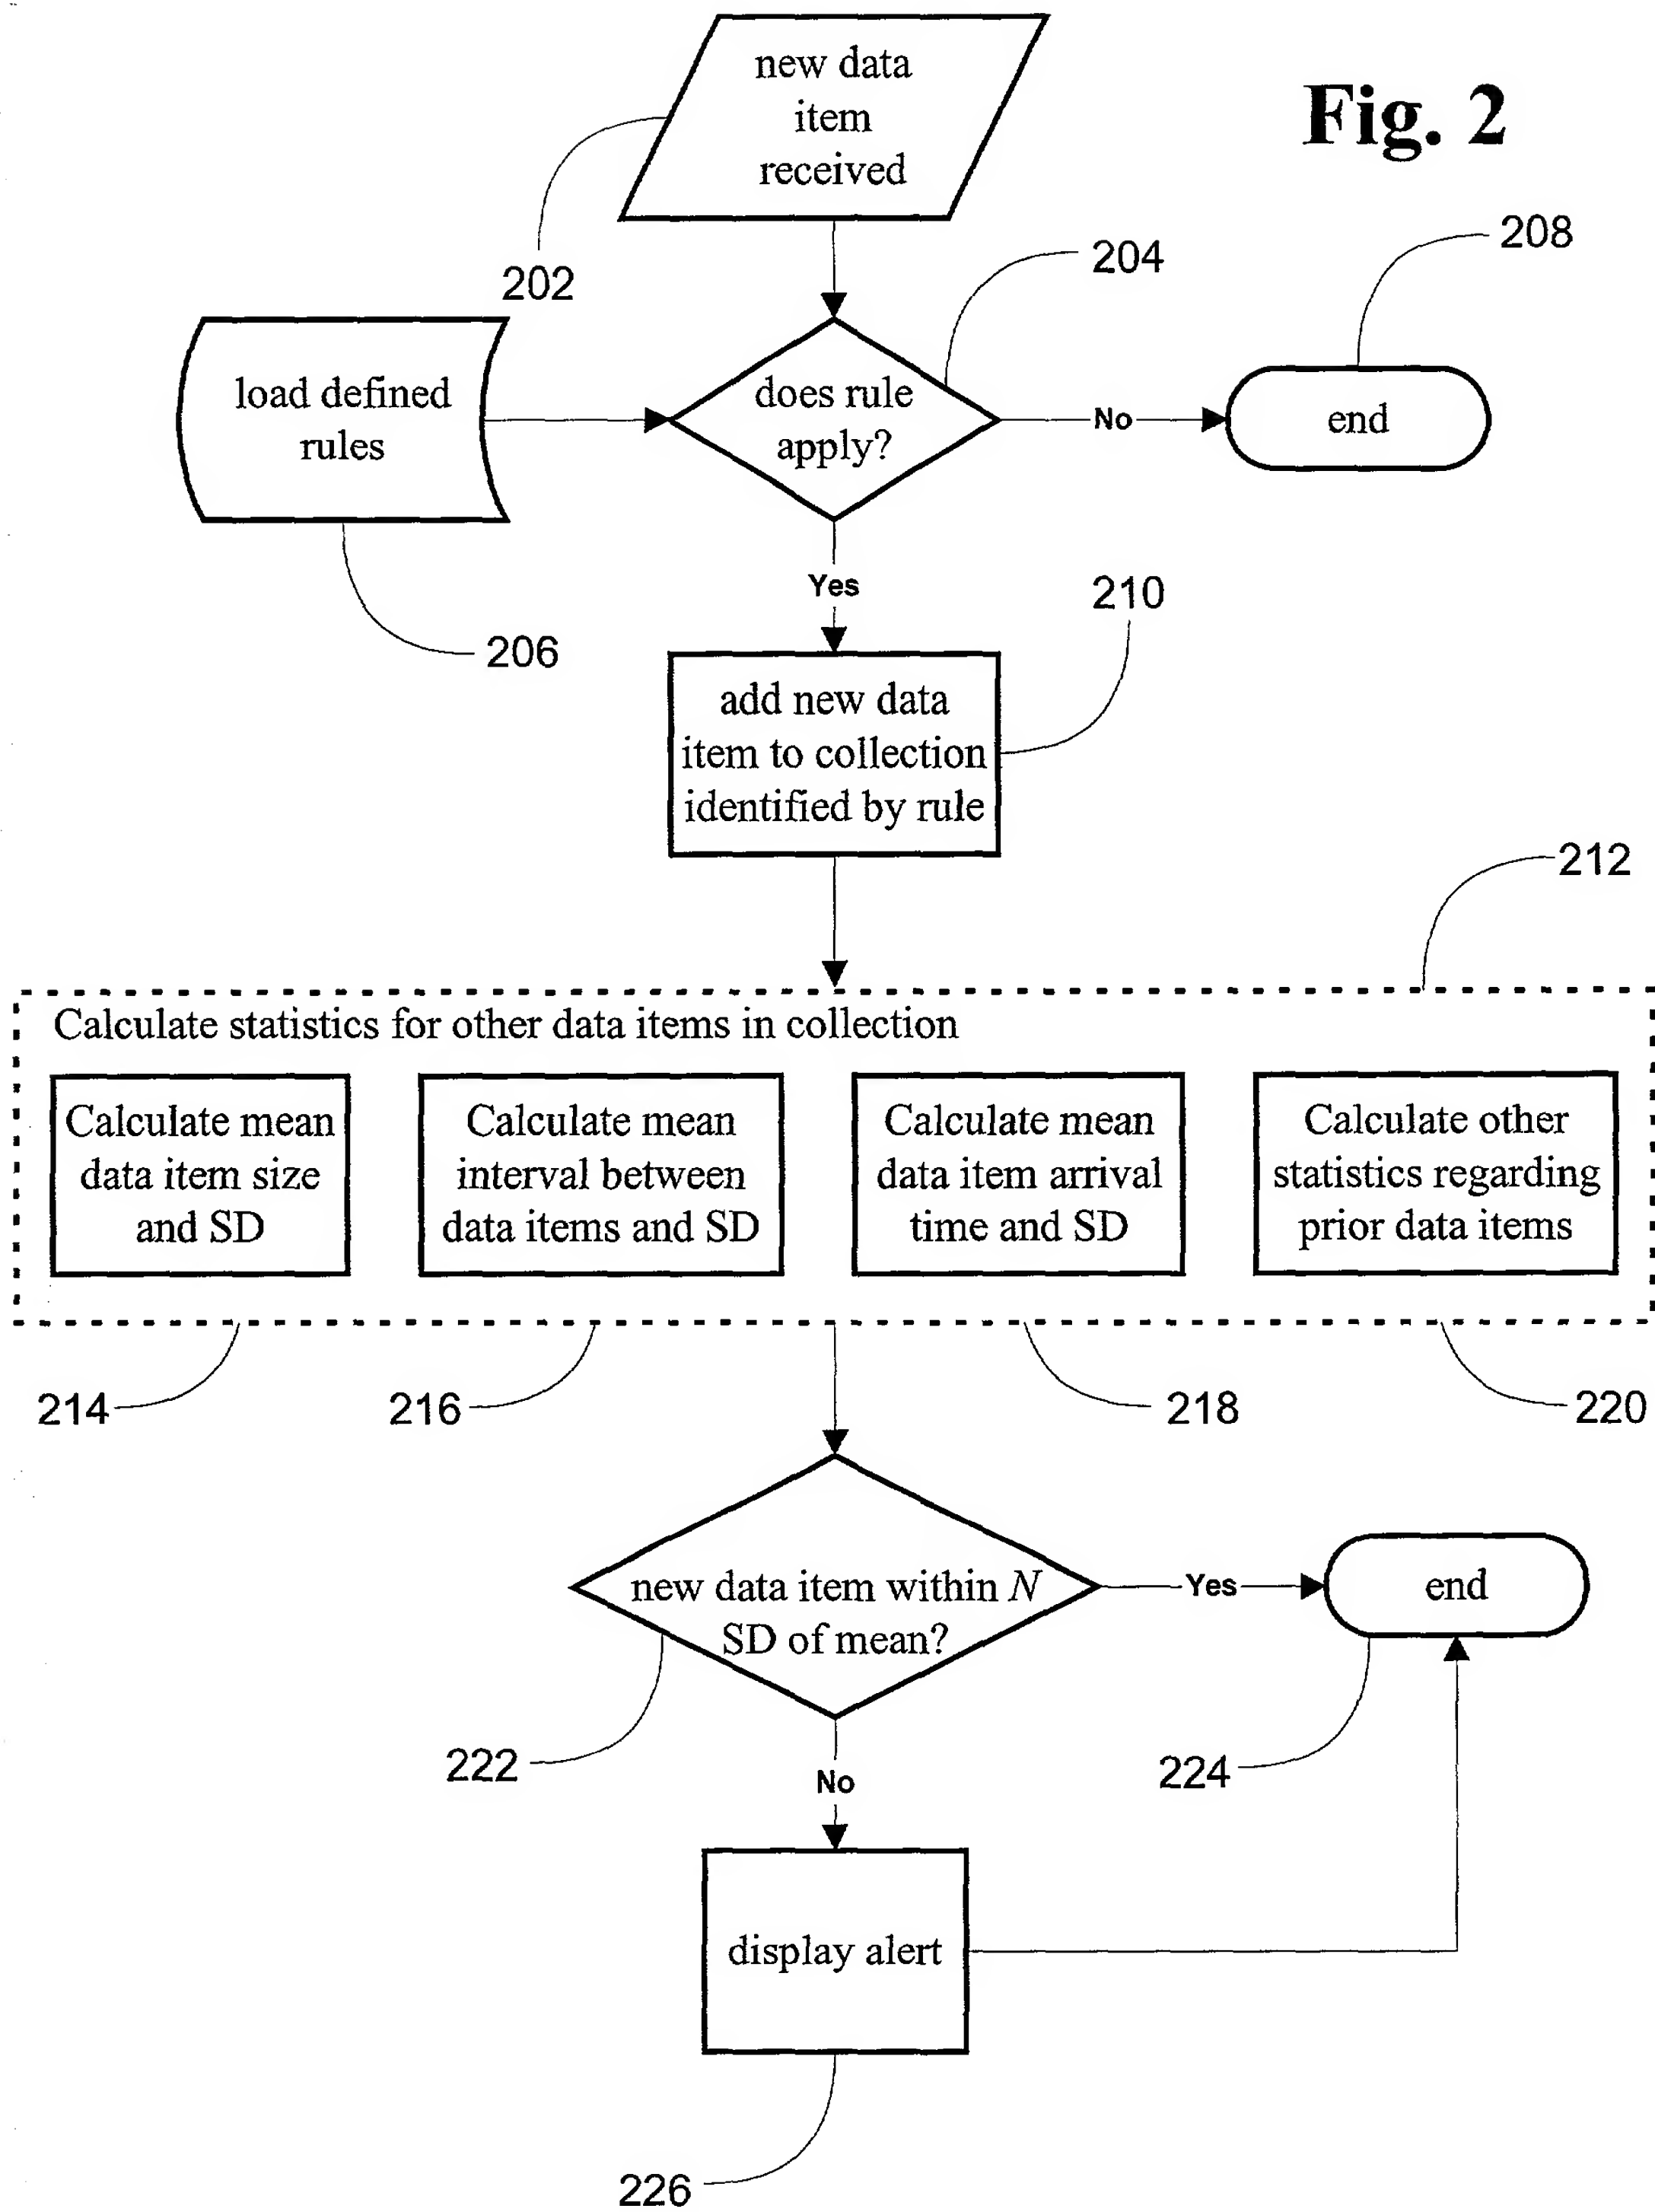 new data
item
received
Fig. 2
202
204
208
load defined
rules
does rule
apply?
No
end
206
Yes
210
add new data
item to collection
identified by rule
212
Calculate statistics for other data items in collection
Calculate mean
data item size
and SD
Calculate mean
interval between
data items and SD
Calculate mean
data item arrival
time and SD
Calculate other
statistics regarding
prior data items
214
216
218
220
new data item within N
SD of mean?
Yes
end
222
224
No
display alert
226